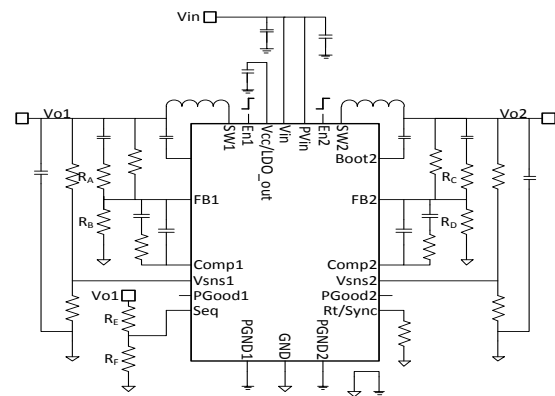 Vin
Vo1
Vo2
SW1
En1
Vcc/LDO_out
Vin
PVin
En2
SW2
Boot2
RA
RC
FB1
FB2
RB
RD
Comp1
Comp2
Vsns1
Vsns2
Vo1
PGood1
PGood2
RE
Seq
Rt/Sync
RF
PGND1
GND
PGND2